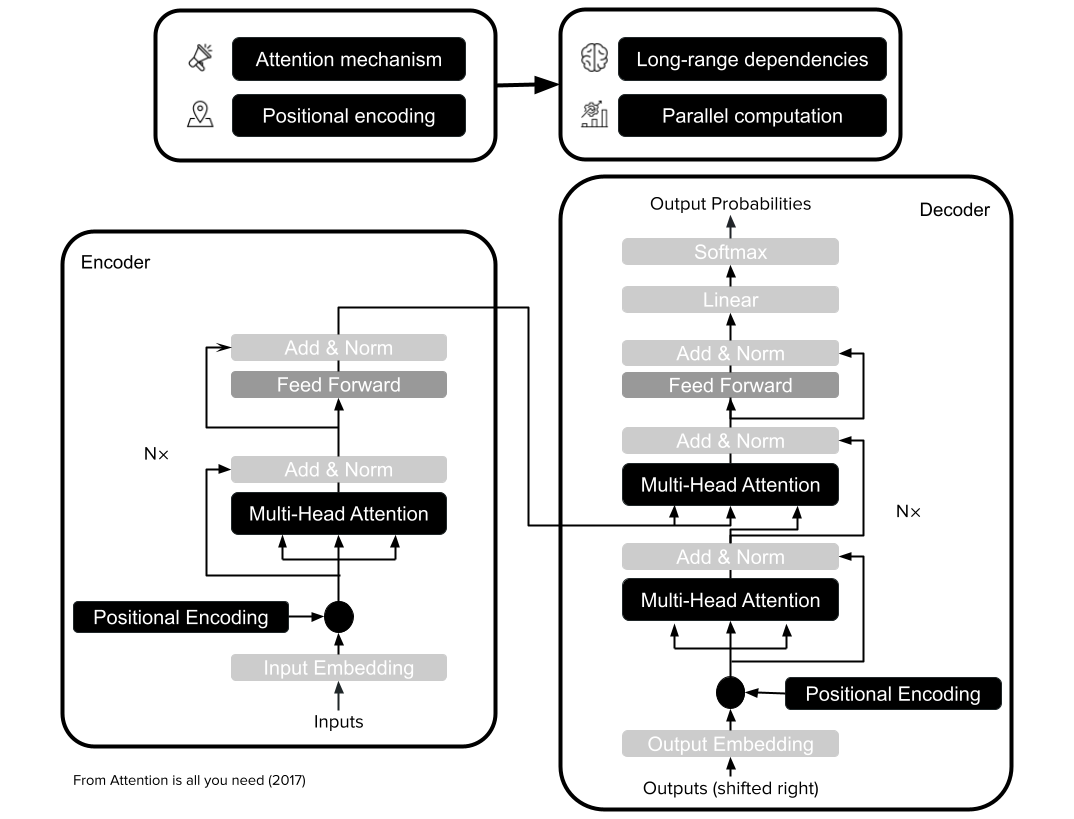 Attention mechanism
Positional encoding
Long-range dependencies
Parallel computation
Encoder
Add & Norm
Feed Forward
N×
Add & Norm
Multi-Head Attention
Positional Encoding
Input Embedding
Inputs
From Attention is all you need (2017)
Decoder
Output Probabilities
Softmax
Linear
Add & Norm
Feed Forward
Add & Norm
Multi-Head Attention
N×
Add & Norm
Multi-Head Attention
Positional Encoding
Output Embedding
Outputs (shifted right)